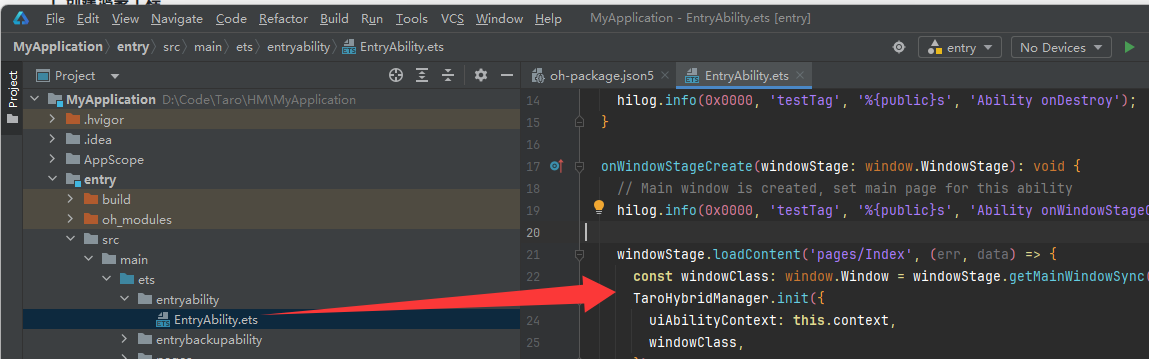 File Edit View Navigate Code Refactor Build Run Tools VCS Window Help MyApplication - EntryAbility.ets [entry]
MyApplication entry src main ets entryability EntryAbility.ets entry No Devices
Project
Project
oh-package.json5 EntryAbility.ets
MyApplication D:\Code\Taro\HM\MyApplication
.hvigor
.idea
AppScope
entry
build
oh_modules
src
main
ets
entryability
EntryAbility.ets
entrybackupability
14 hilog.info(0x0000, 'testTag', '%{public}s', 'Ability onDestroy');
15 }
16
17 onWindowStageCreate(windowStage: window.WindowStage): void {
18 // Main window is created, set main page for this ability
19 hilog.info(0x0000, 'testTag', '%{public}s', 'Ability onWindowStage
20
21 windowStage.loadContent('pages/Index', (err, data) => {
22 const windowClass: window.Window = windowStage.getMainWindowSync(
TaroHybridManager.init({
24 uiAbilityContext: this.context,
25 windowClass,